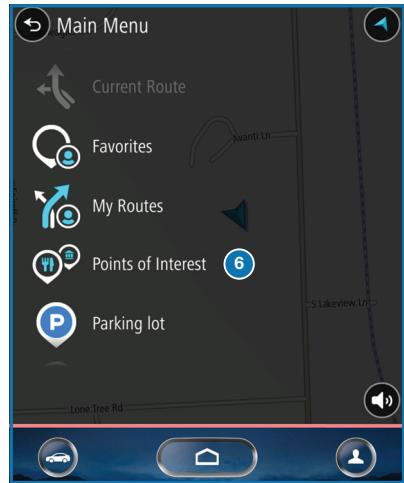 Main Menu
Current Route
Avanti Ln
Favorites
My Routes
Points of Interest 6
S Lakeview Ln
P Parking lot
Lone Tree Rd